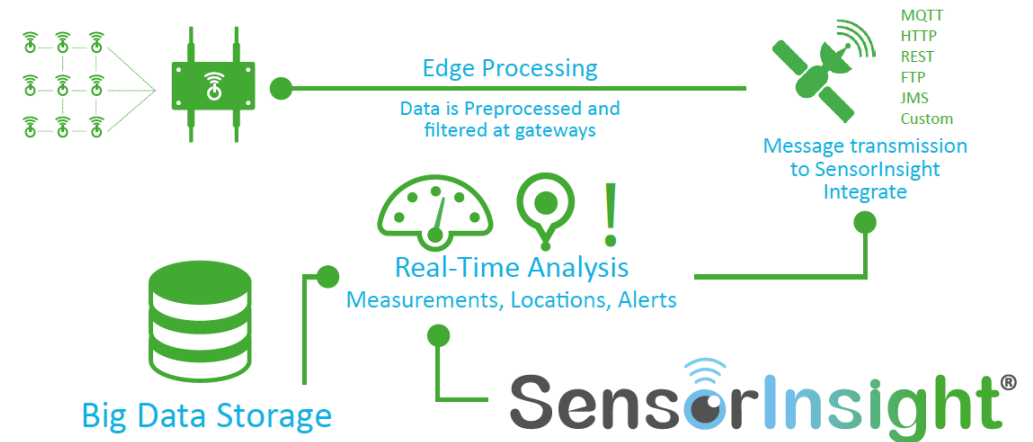 Edge Processing
Data is Preprocessed and
filtered at gateways
MQTT
HTTP
REST
FTP
JMS
Custom
Message transmission
to SensorInsight
Integrate
!
Real-Time Analysis
Measurements, Locations, Alerts
Big Data Storage
SensorInsight®